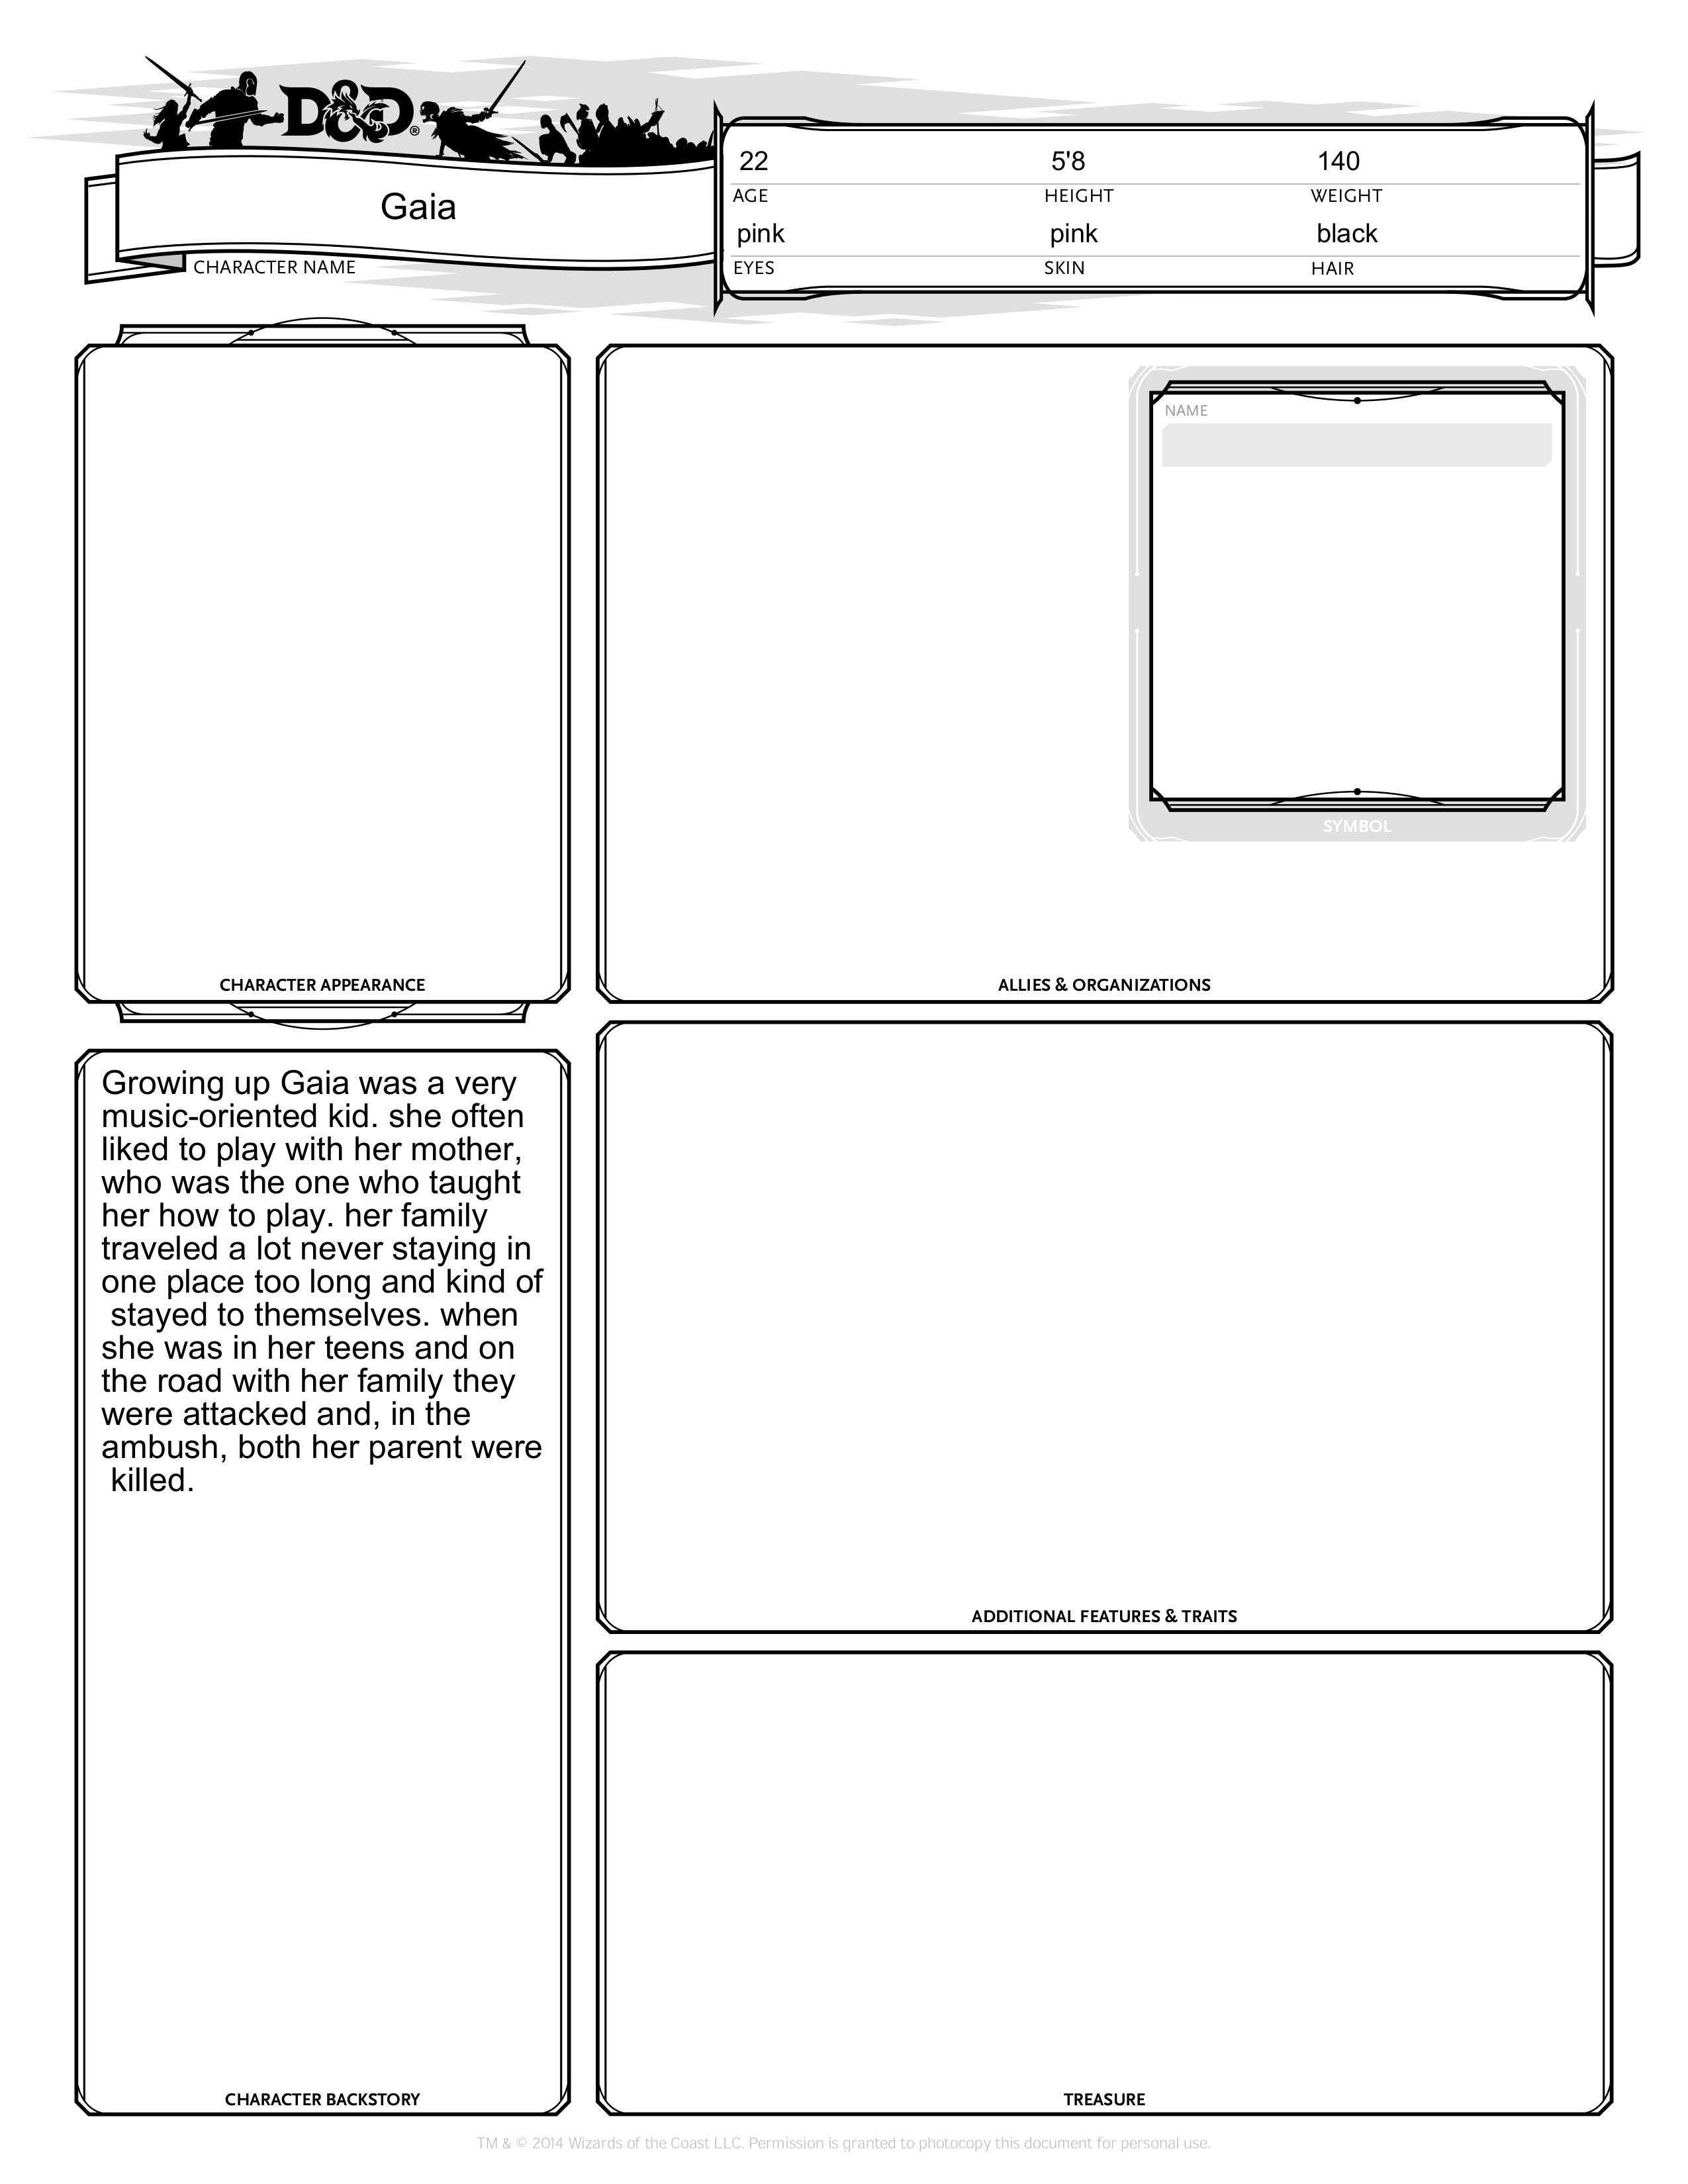 D&D®
22 5'8 140
AGE HEIGHT WEIGHT
Gaia
pink pink black
CHARACTER NAME
EYES SKIN HAIR
NAME
SYMBOL
CHARACTER APPEARANCE
ALLIES & ORGANIZATIONS
Growing up Gaia was a very
music-oriented kid. she often
liked to play with her mother,
who was the one who taught
her how to play. her family
traveled a lot never staying in
one place too long and kind of
stayed to themselves. when
she was in her teens and on
the road with her family they
were attacked and, in the
ambush, both her parent were
killed.
ADDITIONAL FEATURES & TRAITS
CHARACTER BACKSTORY
TREASURE
TM & © 2014 Wizards of the Coast LLC. Permission is granted to photocopy this document for personal use.